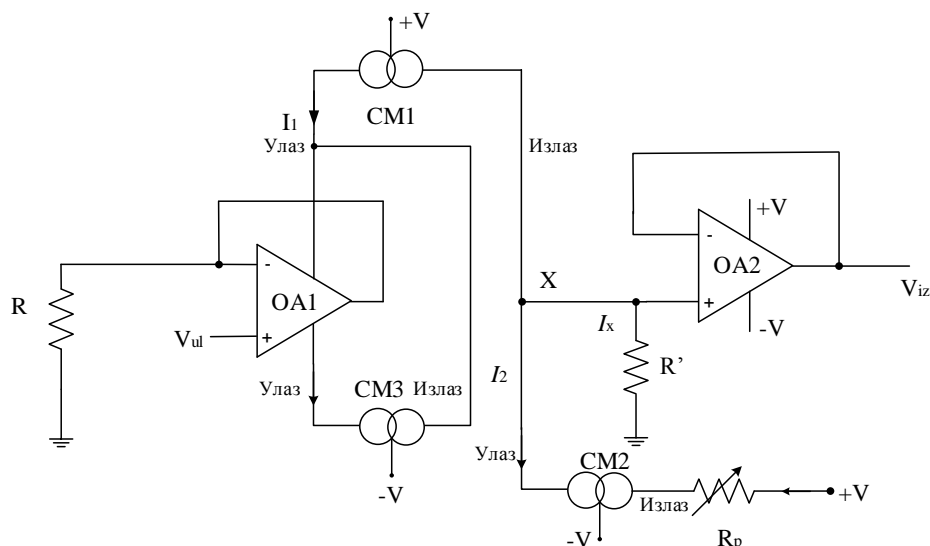 +V
CM1
I1
Улаз
Излаз
+V
-
OA2
+
Viz
-V
X
Ix
R’
I2
-
OA1
+
R
Vul
Улаз
CM3
Излаз
-V
Улаз
CM2
Излаз
+V
-V
Rp